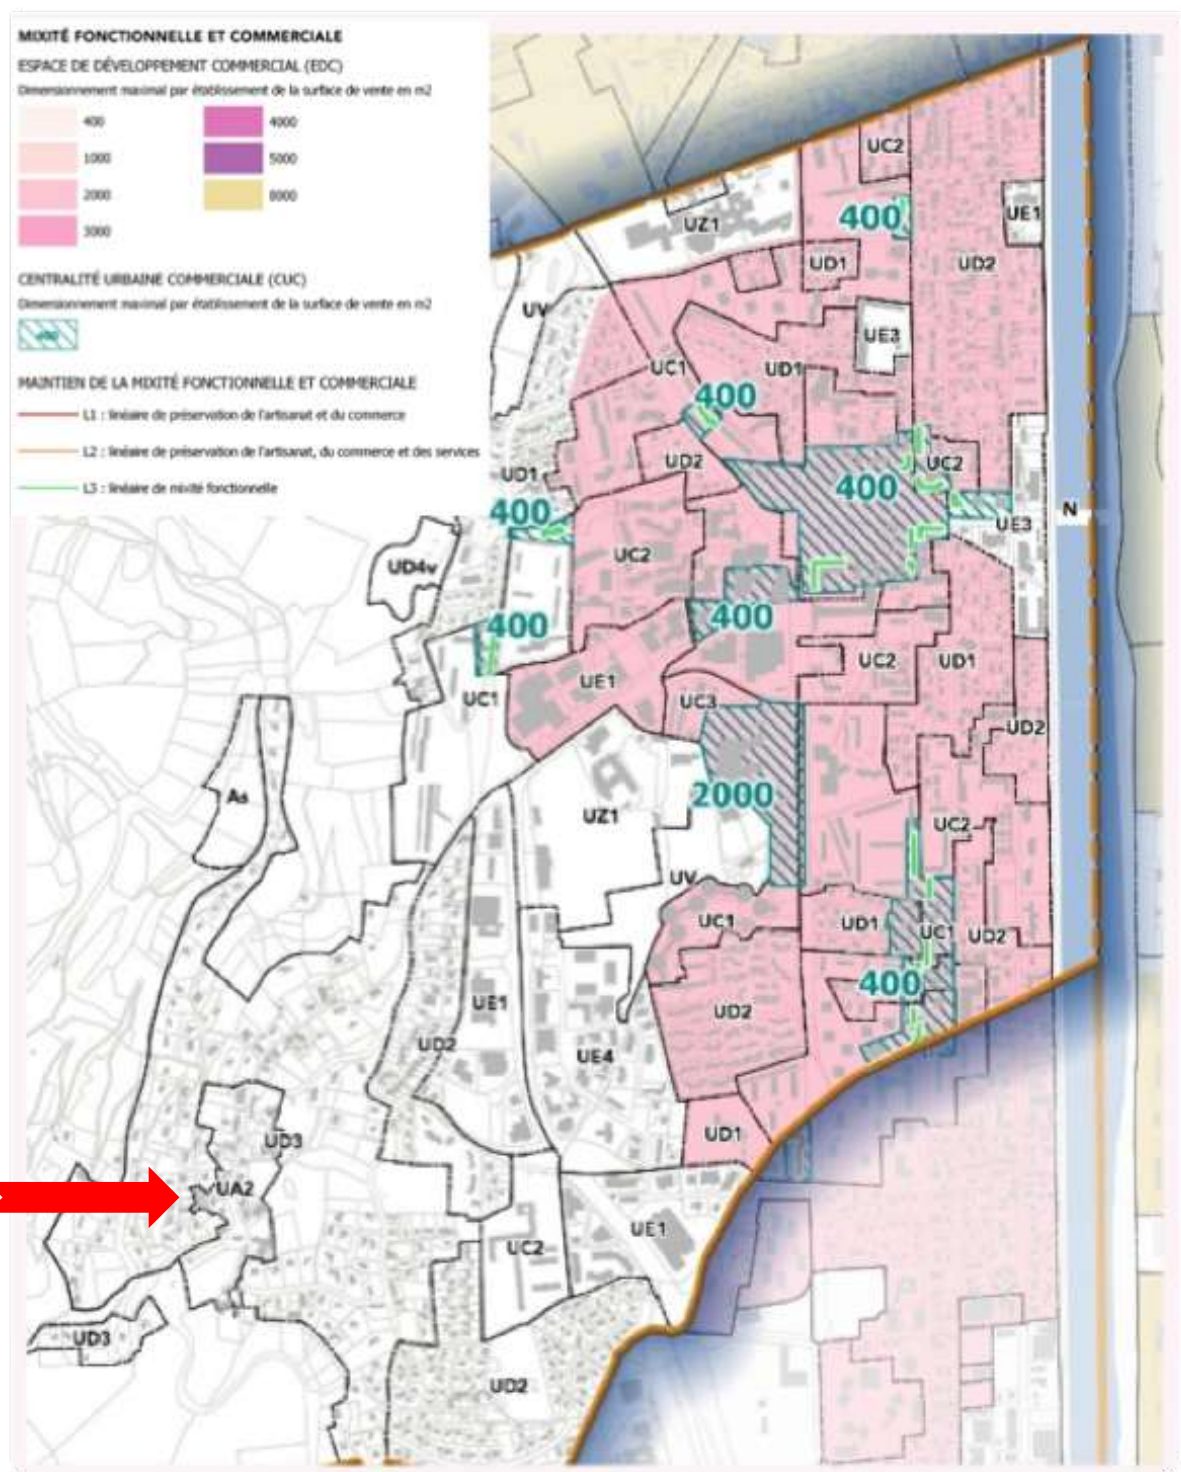 MIXITÉ FONCTIONNELLE ET COMMERCIALE
ESPACE DE DÉVELOPPEMENT COMMERCIAL (EDC)
Dimensionnement maximal par établissement de la surface de vente en m2
400 4000
1000 5000
2000 8000
3000
CENTRALITÉ URBAINE COMMERCIALE (CUC)
Dimensionnement maximal par établissement de la surface de vente en m2
MAINTIEN DE LA MIXITÉ FONCTIONNELLE ET COMMERCIALE
L1 : linéaire de préservation de l'artisanat et du commerce
L2 : linéaire de préservation de l'artisanat, du commerce et des services
L3 : linéaire de mixité fonctionnelle
UC2
UZ1
400
UE1
UD1
UD2
UV
UE3
UC1
UD1
400
UD2
UC2
UD1
400
400
N
UE3
UC2
UD4v
400
400
UC2
UD1
UE1
UC1
UC3
UD2
As
2000
UZ1
UC2
UV
UC1
UD1
UC1
UD2
400
UE1
UD2
UD2
UE4
UD1
UD3
UA2
UE1
UC2
UD3
UD2